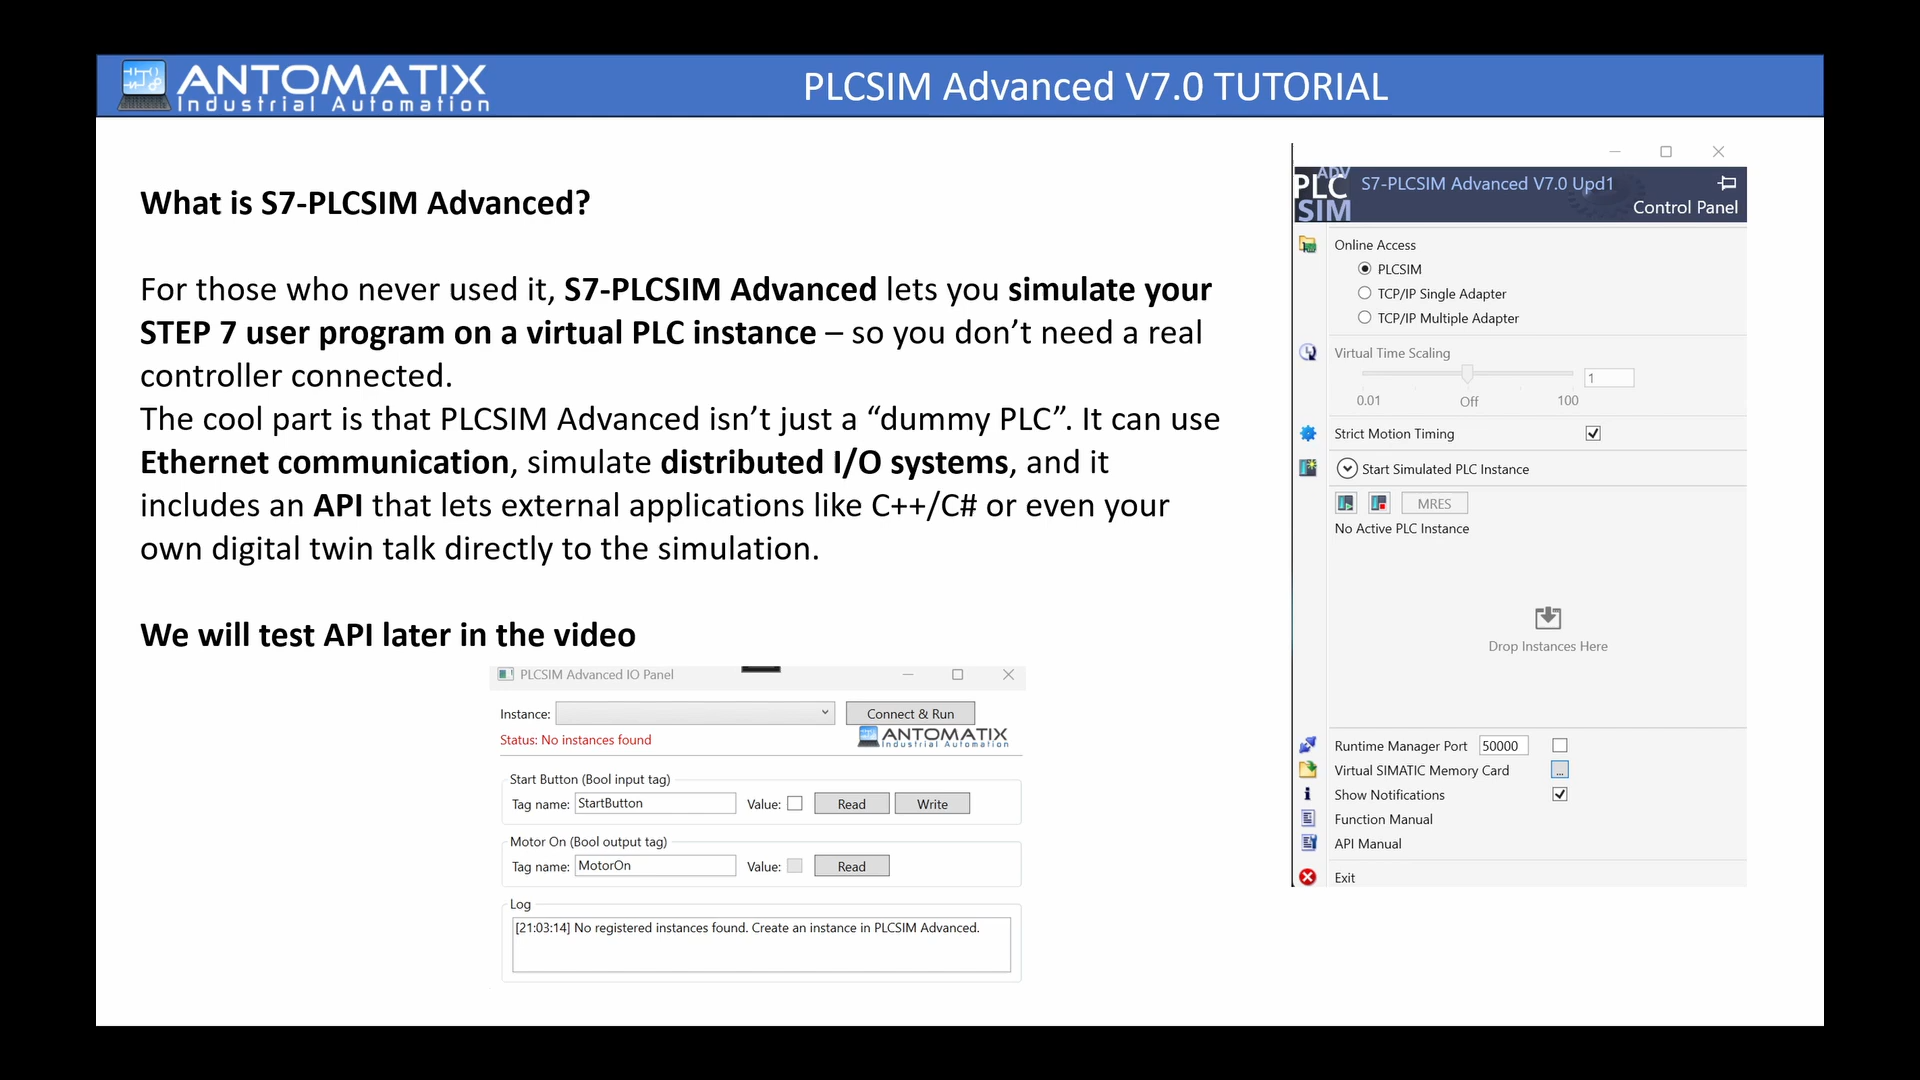 ANTOMATIX
Industrial Automation
PLCSIM Advanced V7.0 TUTORIAL
What is S7-PLCSIM Advanced?
For those who never used it, S7-PLCSIM Advanced lets you simulate your
STEP 7 user program on a virtual PLC instance – so you don’t need a real
controller connected.
The cool part is that PLCSIM Advanced isn’t just a “dummy PLC”. It can use
Ethernet communication, simulate distributed I/O systems, and it
includes an API that lets external applications like C++/C# or even your
own digital twin talk directly to the simulation.
We will test API later in the video
PLCSIM Advanced IO Panel
Instance:
Connect & Run
Status: No instances found
ANTOMATIX
Industrial Automation
Start Button (Bool input tag)
Tag name: StartButton Value: Read Write
Motor On (Bool output tag)
Tag name: MotorOn Value: Read
Log
[21:03:14] No registered instances found. Create an instance in PLCSIM Advanced.
ADV
PLC
SIM
S7-PLCSIM Advanced V7.0 Upd1
Control Panel
Online Access
PLCSIM
TCP/IP Single Adapter
TCP/IP Multiple Adapter
Virtual Time Scaling
1
0.01 Off 100
Strict Motion Timing
Start Simulated PLC Instance
MRES
No Active PLC Instance
Drop Instances Here
Runtime Manager Port 50000
Virtual SIMATIC Memory Card ...
Show Notifications
Function Manual
API Manual
Exit